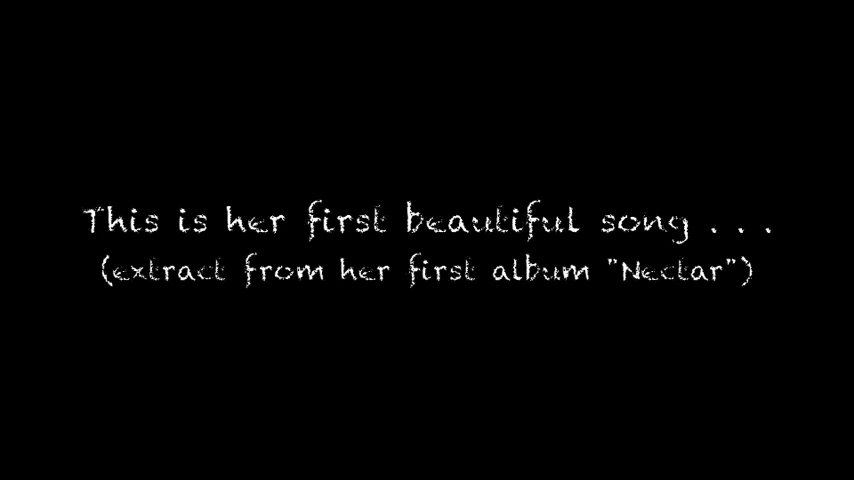 This is her first beautiful song . . .
(extract from her first album "Nectar")